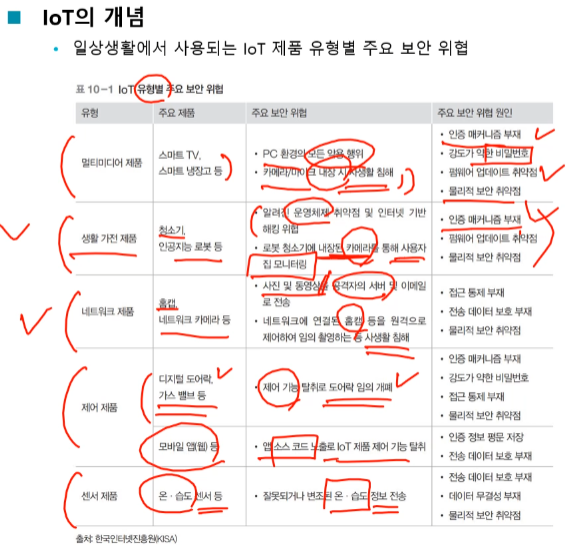 IoT의 개념
• 일상생활에서 사용되는 IoT 제품 유형별 주요 보안 위협
표 10-1 IoT 유형별 주요 보안 위협
유형 주요 제품 주요 보안 위협 주요 보안 위협 원인
멀티미디어 제품
스마트 TV,
스마트 냉장고 등
• PC 환경의 모든 악용 행위
• 카메라/마이크 내장 시 사생활 침해
• 인증 매커니즘 부재
• 강도가 약한 비밀번호
• 펌웨어 업데이트 취약점
• 물리적 보안 취약점
생활 가전 제품
청소기,
인공지능 로봇 등
• 알려진 운영체제 취약점 및 인터넷 기반
해킹 위협
• 로봇 청소기에 내장된 카메라를 통해 사용자
집 모니터링
• 인증 매커니즘 부재
• 펌웨어 업데이트 취약점
• 물리적 보안 취약점
네트워크 제품
홈캠,
네트워크 카메라 등
• 사진 및 동영상을 공격자의 서버 및 이메일
로 전송
• 네트워크에 연결된 홈캠 등을 원격으로
제어하여 임의 촬영하는 등 사생활 침해
• 접근 통제 부재
• 전송 데이터 보호 부재
• 물리적 보안 취약점
제어 제품
디지털 도어락,
가스 밸브 등
• 제어 기능 탈취로 도어락 임의 개폐
• 인증 매커니즘 부재
• 강도가 약한 비밀번호
• 접근 통제 부재
• 물리적 보안 취약점
모바일 앱(웹) 등
• 앱 소스 코드 노출로 IoT 제품 제어 기능 탈취
• 인증 정보 평문 저장
• 전송 데이터 보호 부재
센서 제품
온·습도 센서 등
• 잘못되거나 변조된 온·습도 정보 전송
• 전송 데이터 보호 부재
• 데이터 무결성 부재
• 물리적 보안 취약점
출처: 한국인터넷진흥원(KISA)